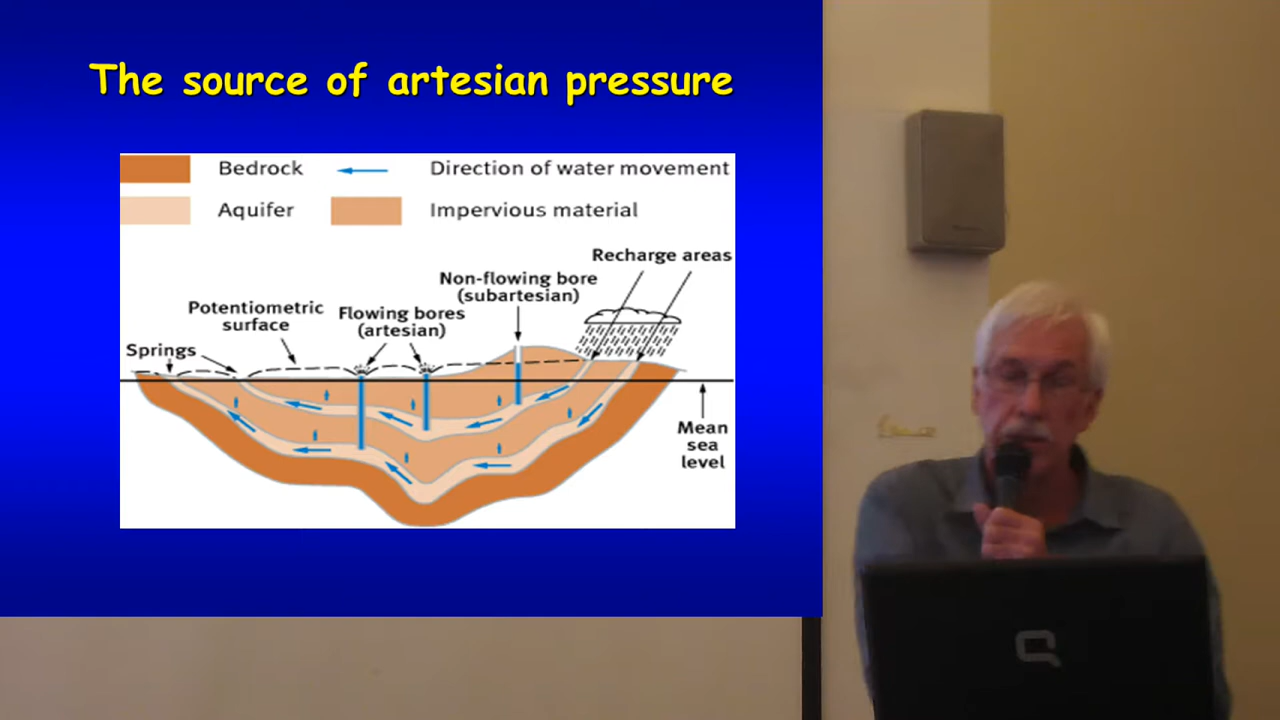 The source of artesian pressure
Bedrock
Direction of water movement
Aquifer
Impervious material
Recharge areas
Non-flowing bore
(subartesian)
Potentiometric
surface
Flowing bores
(artesian)
Springs
Mean
sea
level